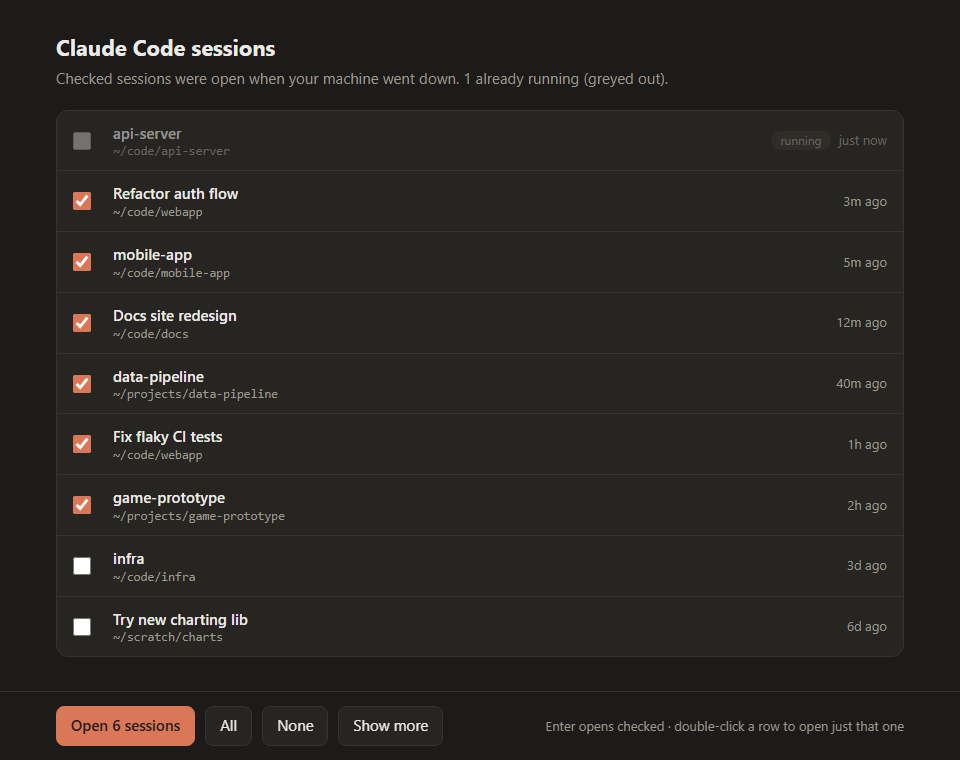 Claude Code sessions
Checked sessions were open when your machine went down. 1 already running (greyed out).
api-server
~/code/api-server
running just now
Refactor auth flow
~/code/webapp
3m ago
mobile-app
~/code/mobile-app
5m ago
Docs site redesign
~/code/docs
12m ago
data-pipeline
~/projects/data-pipeline
40m ago
Fix flaky CI tests
~/code/webapp
1h ago
game-prototype
~/projects/game-prototype
2h ago
infra
~/code/infra
3d ago
Try new charting lib
~/scratch/charts
6d ago
Open 6 sessions All None Show more Enter opens checked · double-click a row to open just that one